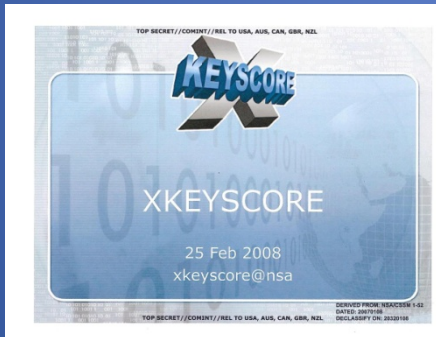 TOP SECRET//COMINT//REL TO USA, AUS, CAN, GBR, NZL
X
KEYSCORE
XKEYSCORE
25 Feb 2008
xkeyscore@nsa
DERIVED FROM: NSA/CSSM 1-52
DATED: 20070108
DECLASSIFY ON: 20320108
TOP SECRET//COMINT//REL TO USA, AUS, CAN, GBR, NZL